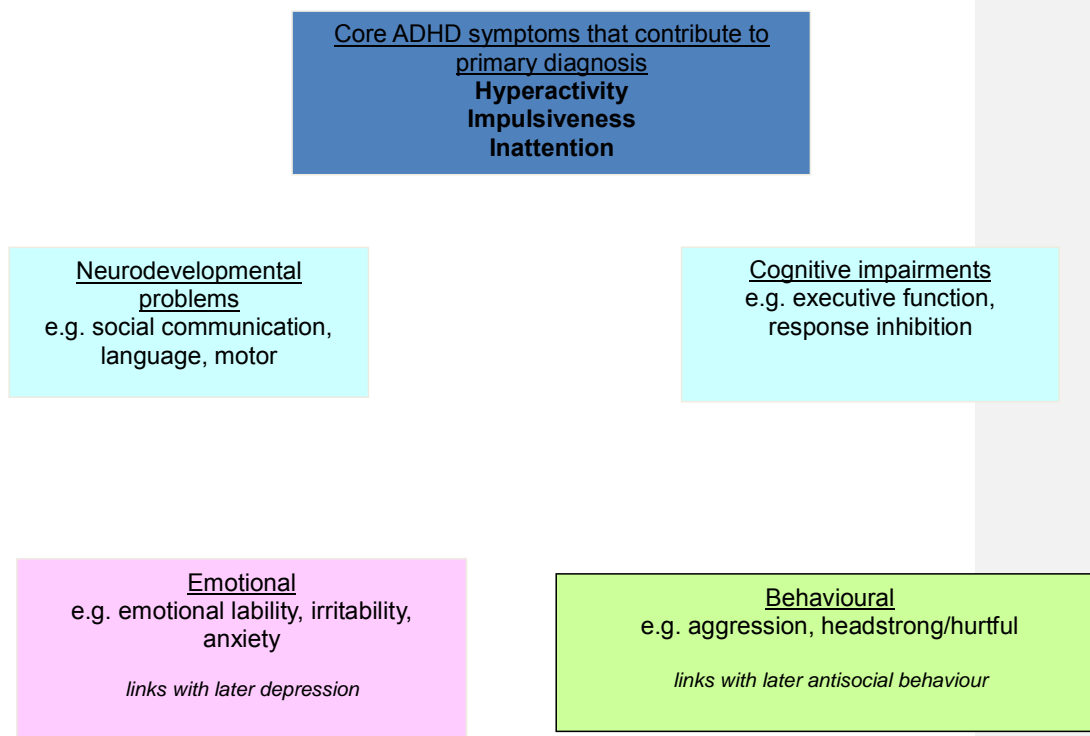 Core ADHD symptoms that contribute to
primary diagnosis
Hyperactivity
Impulsiveness
Inattention
Neurodevelopmental
problems
e.g. social communication,
language, motor
Cognitive impairments
e.g. executive function,
response inhibition
Emotional
e.g. emotional lability, irritability,
anxiety
links with later depression
Behavioural
e.g. aggression, headstrong/hurtful
links with later antisocial behaviour